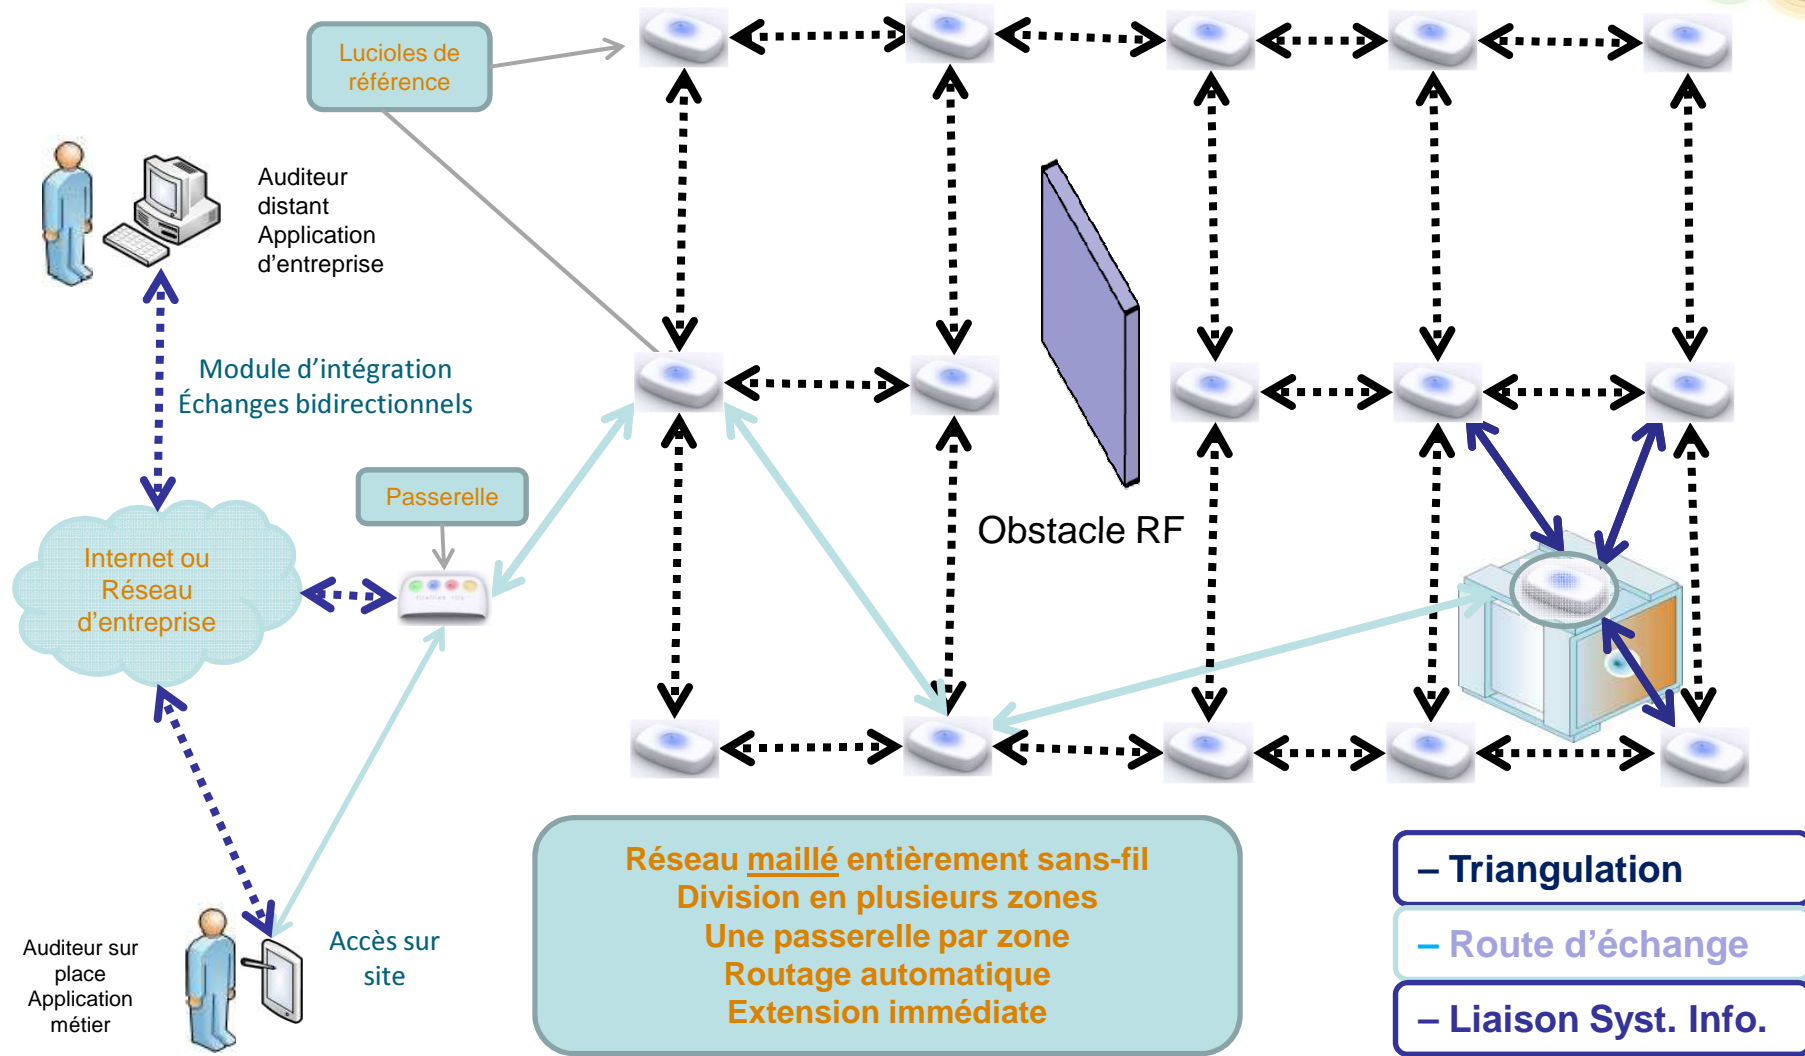 Lucioles de
référence
Auditeur
distant
Application
d'entreprise
Module d'intégration
Échanges bidirectionnels
Passerelle
Internet ou
Réseau
d'entreprise
Obstacle RF
Auditeur sur
place
Application
métier
Accès sur
site
Réseau maillé entièrement sans-fil
Division en plusieurs zones
Une passerelle par zone
Routage automatique
Extension immédiate
– Triangulation
– Route d'échange
– Liaison Syst. Info.